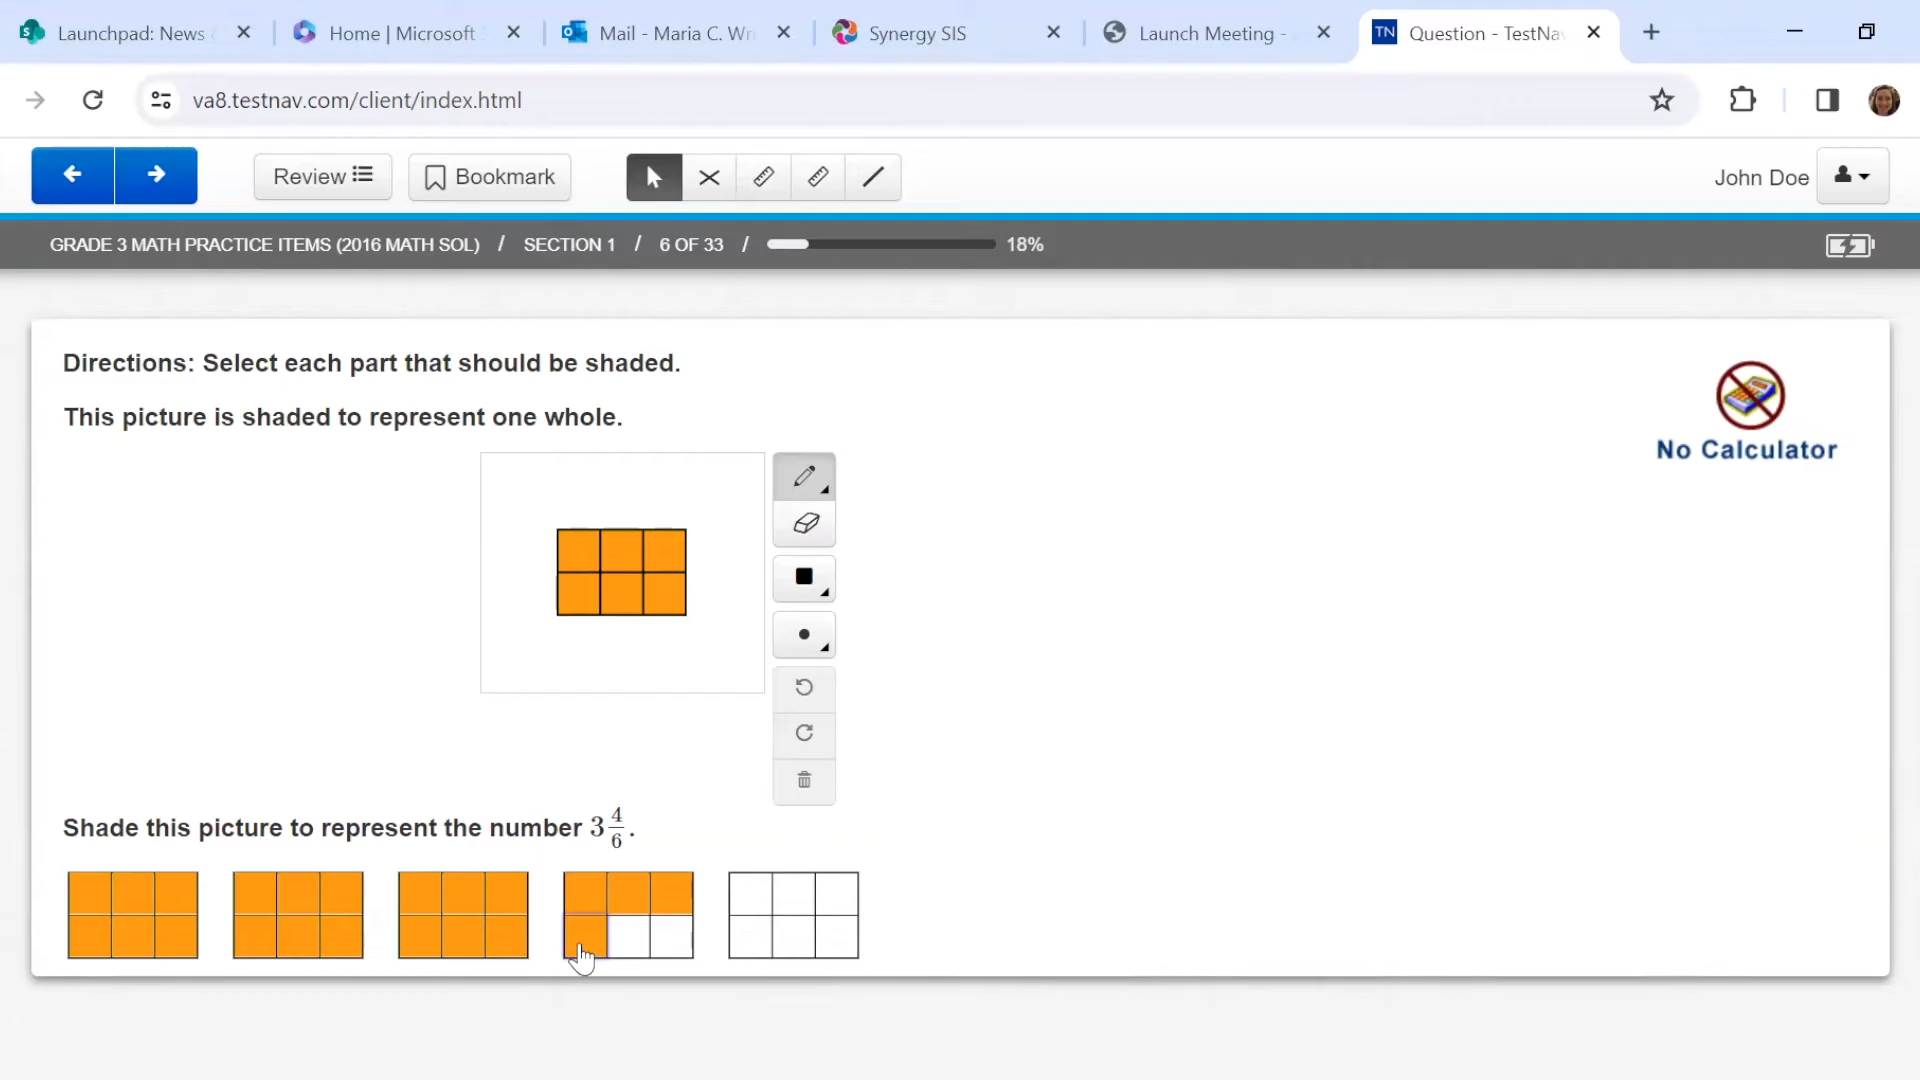 Launchpad: News &
Home | Microsoft
Mail - Maria C. Wr
Synergy SIS
Launch Meeting -
TN Question - TestNav
va8.testnav.com/client/index.html
Review
Bookmark
John Doe
GRADE 3 MATH PRACTICE ITEMS (2016 MATH SOL) / SECTION 1 / 6 OF 33 / 18%
Directions: Select each part that should be shaded.
This picture is shaded to represent one whole.
No Calculator
Shade this picture to represent the number 3 4/6.